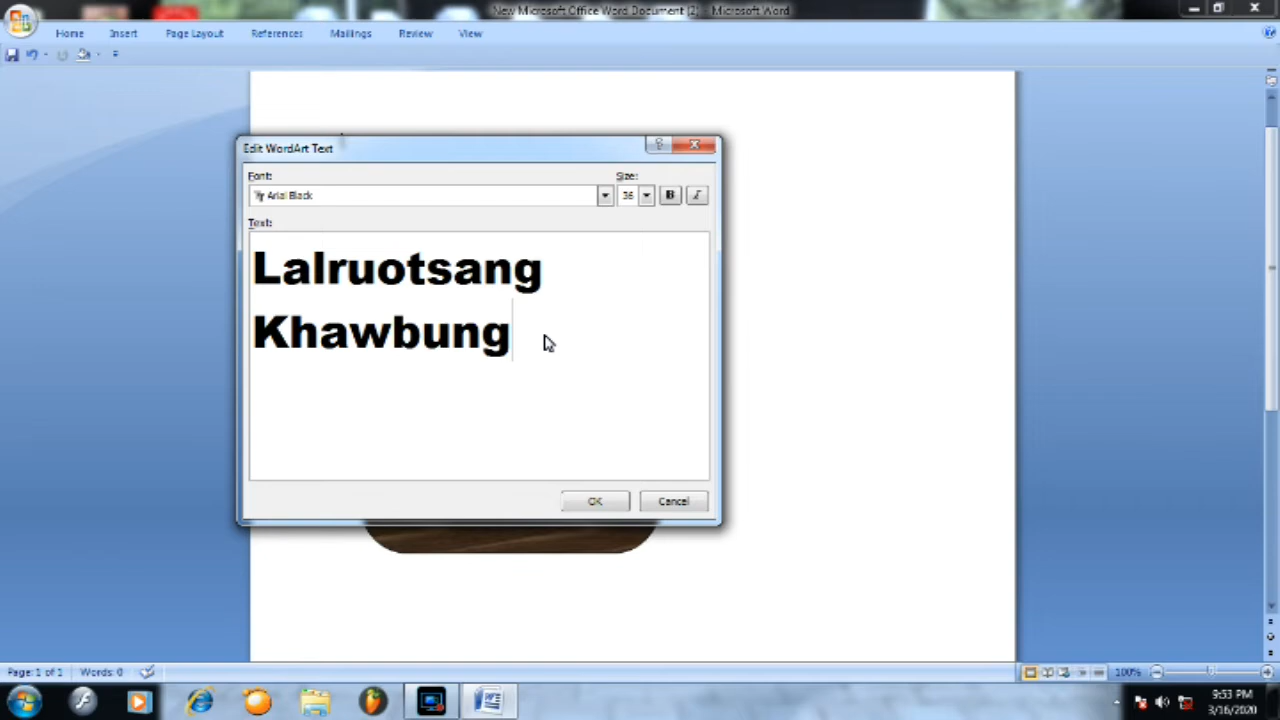 New Microsoft Office Word Document (2) - Microsoft Word
Home Insert Page Layout References Mailings Review View
Edit WordArt Text
Font: Size:
Arial Black 36 B I
Text:
Lalruotsang
Khawbung
OK Cancel
Page: 1 of 1 Words: 0 100%
9:53 PM
3/16/2020